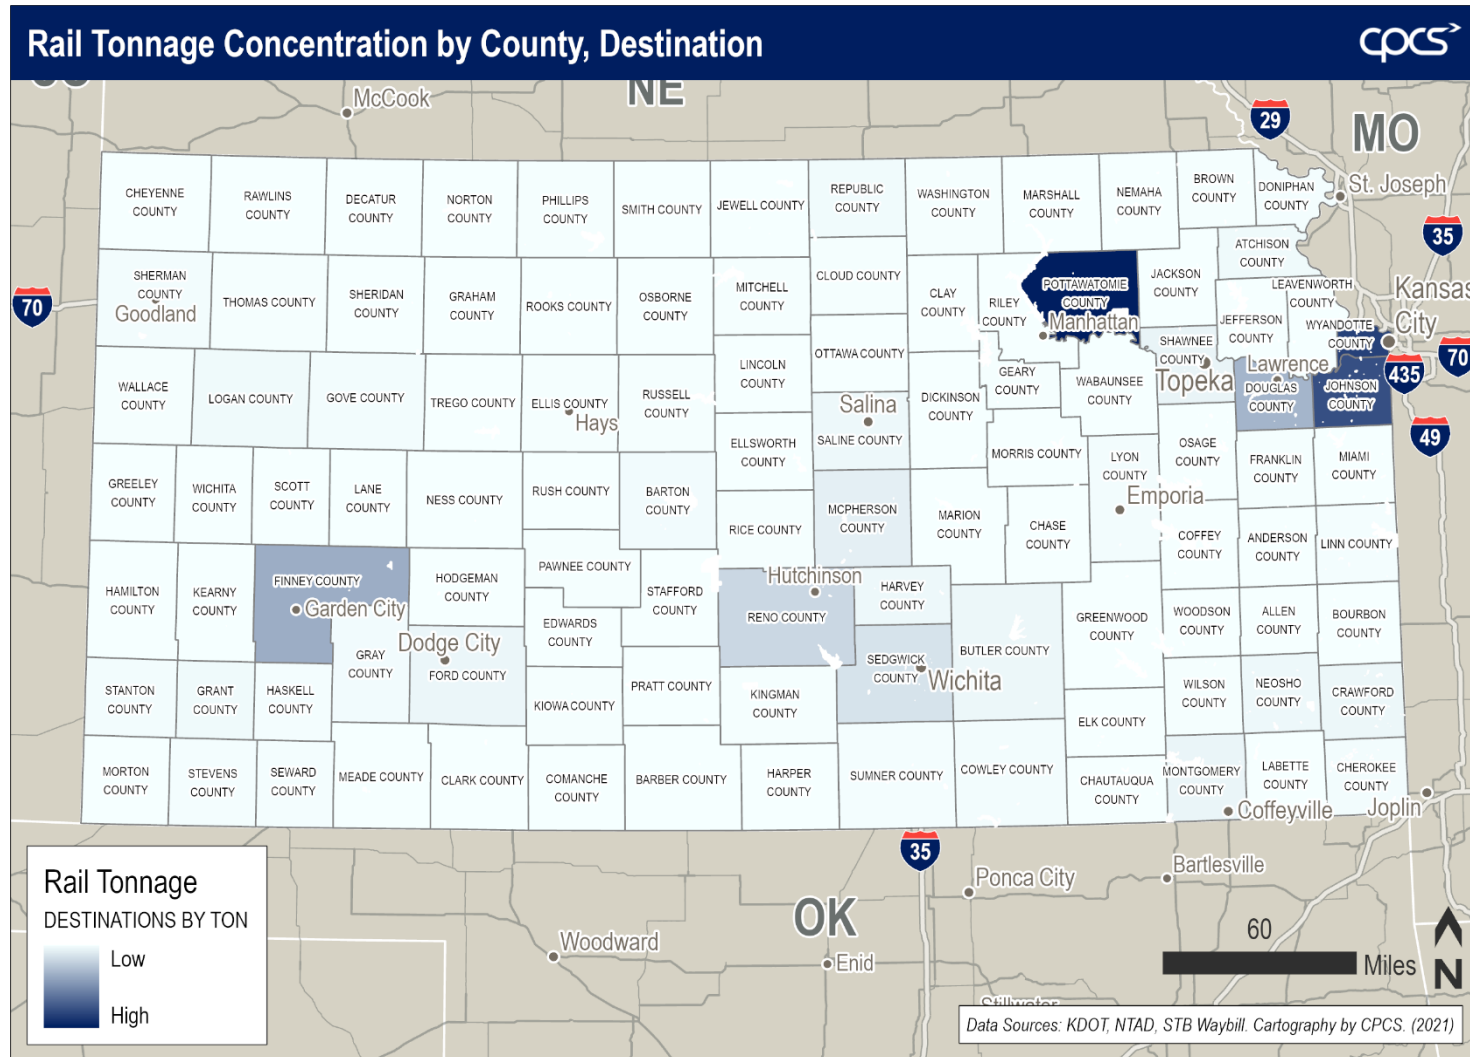 Rail Tonnage Concentration by County, Destination
cpcs
NE
McCook
29
MO
St. Joseph
35
Kansas
City
70
70
435
49
CHEYENNE
COUNTY
RAWLINS
COUNTY
DECATUR
COUNTY
NORTON
COUNTY
PHILLIPS
COUNTY
SMITH COUNTY
JEWELL COUNTY
REPUBLIC
COUNTY
WASHINGTON
COUNTY
MARSHALL
COUNTY
NEMAHA
COUNTY
BROWN
COUNTY
DONIPHAN
COUNTY
SHERMAN
COUNTY
Goodland
THOMAS COUNTY
SHERIDAN
COUNTY
GRAHAM
COUNTY
ROOKS COUNTY
OSBORNE
COUNTY
MITCHELL
COUNTY
CLOUD COUNTY
CLAY
COUNTY
RILEY
COUNTY
POTTAWATOMIE
COUNTY
Manhattan
JACKSON
COUNTY
ATCHISON
COUNTY
LEAVENWORTH
COUNTY
JEFFERSON
COUNTY
WYANDOTTE
COUNTY
OTTAWA COUNTY
LINCOLN
COUNTY
GEARY
COUNTY
WABAUNSEE
COUNTY
SHAWNEE
COUNTY
Topeka
Lawrence
DOUGLAS
COUNTY
JOHNSON
COUNTY
WALLACE
COUNTY
LOGAN COUNTY
GOVE COUNTY
TREGO COUNTY
ELLIS COUNTY
Hays
RUSSELL
COUNTY
ELLSWORTH
COUNTY
Salina
SALINE COUNTY
DICKINSON
COUNTY
MORRIS COUNTY
LYON
COUNTY
Emporia
OSAGE
COUNTY
FRANKLIN
COUNTY
MIAMI
COUNTY
GREELEY
COUNTY
WICHITA
COUNTY
SCOTT
COUNTY
LANE
COUNTY
NESS COUNTY
RUSH COUNTY
BARTON
COUNTY
RICE COUNTY
MCPHERSON
COUNTY
MARION
COUNTY
CHASE
COUNTY
COFFEY
COUNTY
ANDERSON
COUNTY
LINN COUNTY
HAMILTON
COUNTY
KEARNY
COUNTY
FINNEY COUNTY
Garden City
HODGEMAN
COUNTY
PAWNEE COUNTY
STAFFORD
COUNTY
EDWARDS
COUNTY
Hutchinson
RENO COUNTY
HARVEY
COUNTY
SEDGWICK
COUNTY
Wichita
BUTLER COUNTY
GREENWOOD
COUNTY
WOODSON
COUNTY
ALLEN
COUNTY
BOURBON
COUNTY
GRAY
COUNTY
Dodge City
FORD COUNTY
STANTON
COUNTY
GRANT
COUNTY
HASKELL
COUNTY
KIOWA COUNTY
PRATT COUNTY
KINGMAN
COUNTY
ELK COUNTY
WILSON
COUNTY
NEOSHO
COUNTY
CRAWFORD
COUNTY
MORTON
COUNTY
STEVENS
COUNTY
SEWARD
COUNTY
MEADE COUNTY
CLARK COUNTY
COMANCHE
COUNTY
BARBER COUNTY
HARPER
COUNTY
SUMNER COUNTY
COWLEY COUNTY
CHAUTAUQUA
COUNTY
MONTGOMERY
COUNTY
LABETTE
COUNTY
CHEROKEE
COUNTY
Coffeyville
Joplin
35
Ponca City
Bartlesville
OK
Woodward
Enid
Stillwater
Rail Tonnage
DESTINATIONS BY TON
Low
High
60
Miles
N
Data Sources: KDOT, NTAD, STB Waybill. Cartography by CPCS. (2021)